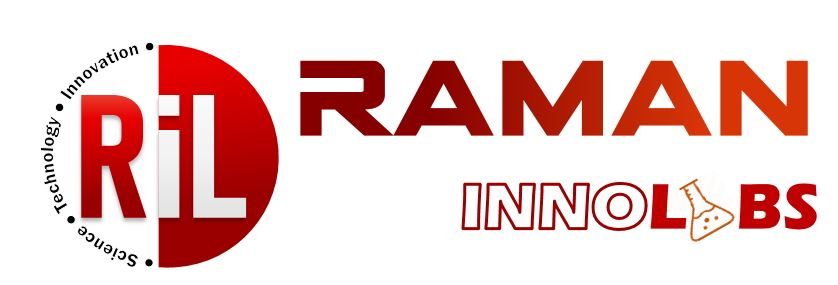 Science • Technology • Innovation
RiL
RAMAN
INNOLABS